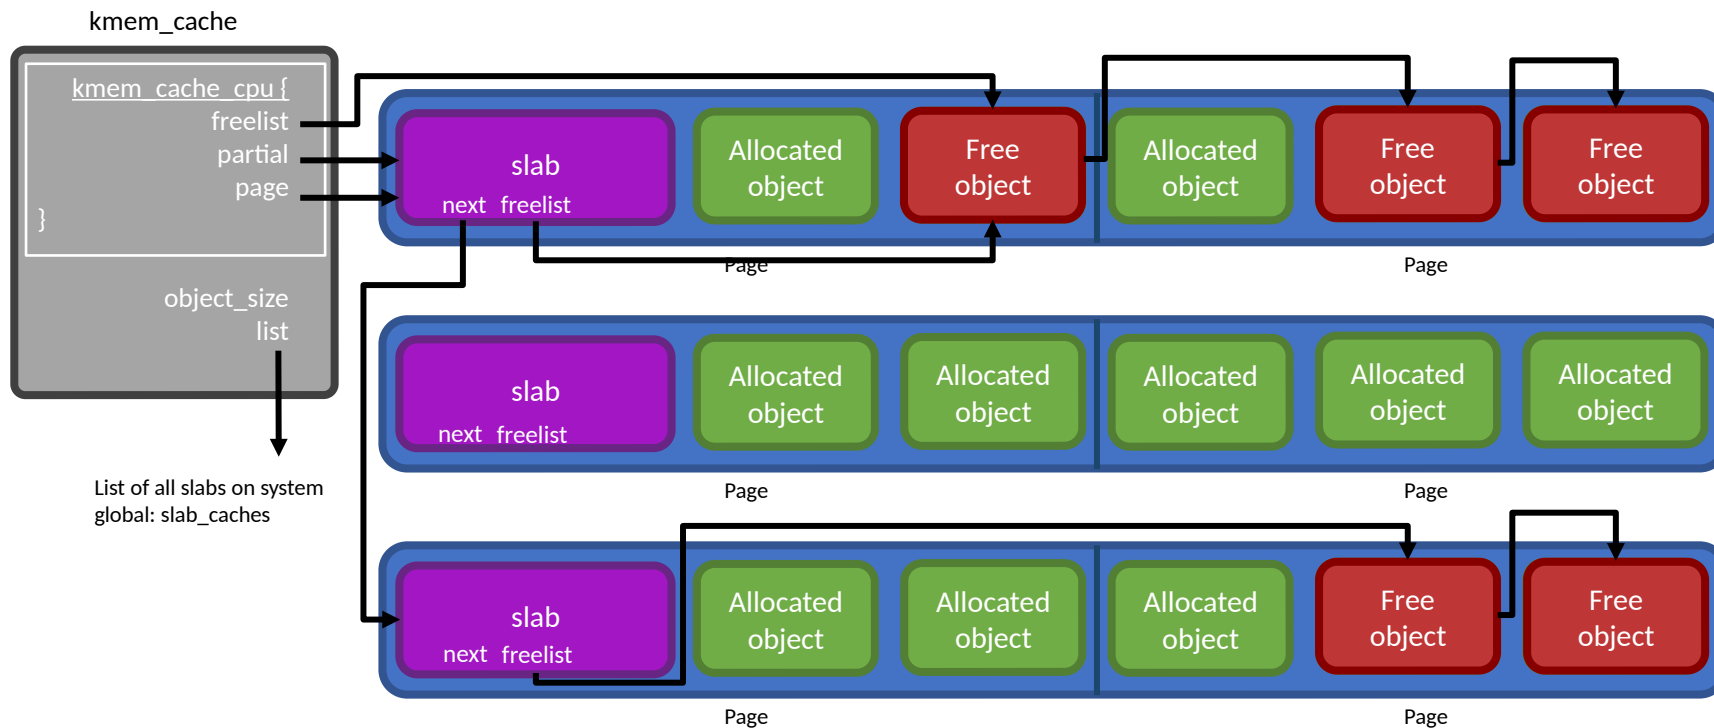 kmem_cache
kmem_cache_cpu {
freelist
partial
page
}
object_size
list
List of all slabs on system
global: slab_caches
slab
next freelist
Allocated
object
Free
object
Allocated
object
Free
object
Free
object
Page
Page
slab
next freelist
Allocated
object
Allocated
object
Allocated
object
Allocated
object
Allocated
object
Page
Page
slab
next freelist
Allocated
object
Allocated
object
Allocated
object
Free
object
Free
object
Page
Page